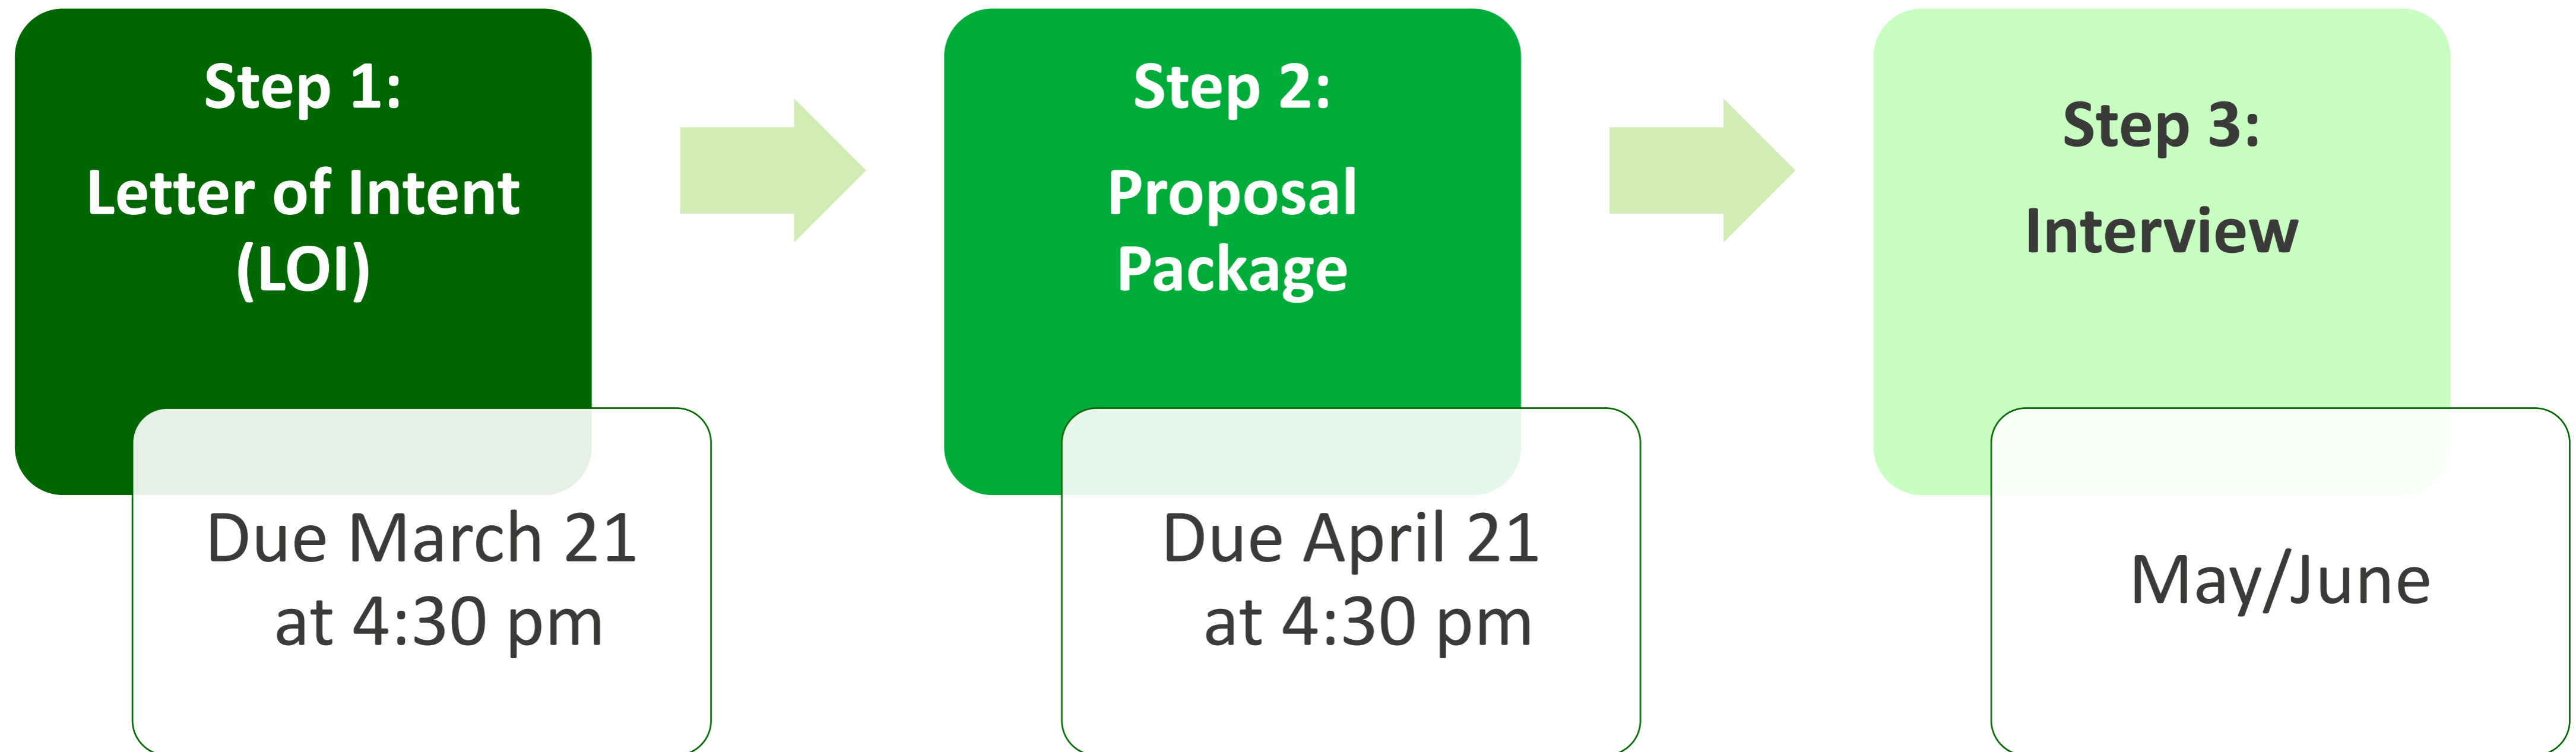 Step 1:
Letter of Intent
(LOI)
Due March 21
at 4:30 pm
Step 2:
Proposal
Package
Due April 21
at 4:30 pm
Step 3:
Interview
May/June